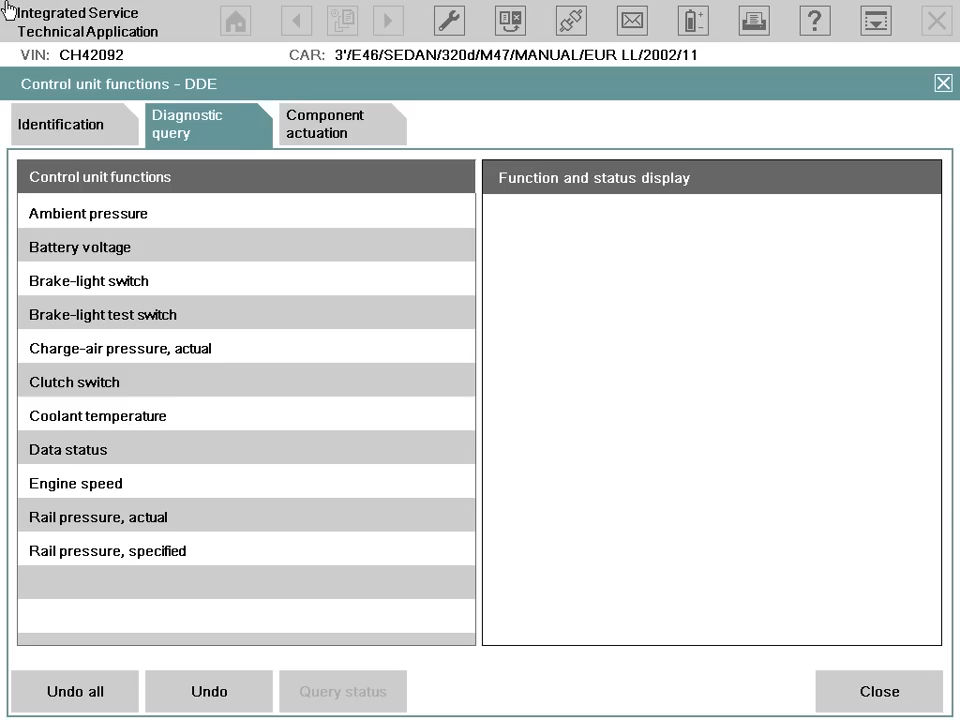 Integrated Service
Technical Application
VIN: CH42092 CAR: 3'/E46/SEDAN/320d/M47/MANUAL/EUR LL/2002/11
Control unit functions - DDE
Identification
Diagnostic
query
Component
actuation
Control unit functions
Ambient pressure
Battery voltage
Brake-light switch
Brake-light test switch
Charge-air pressure, actual
Clutch switch
Coolant temperature
Data status
Engine speed
Rail pressure, actual
Rail pressure, specified
Function and status display
Undo all
Undo
Query status
Close